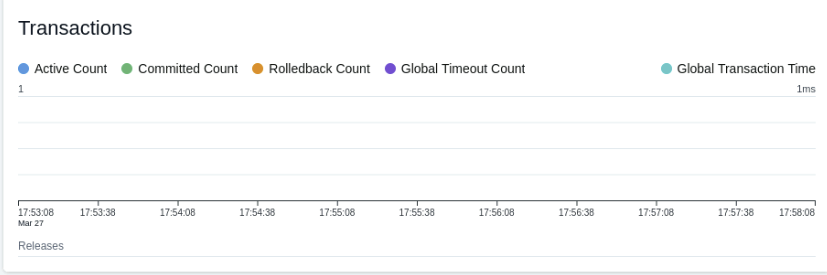 Transactions
Active Count Committed Count Rolledback Count Global Timeout Count Global Transaction Time
1 1ms
17:53:08 17:53:38 17:54:08 17:54:38 17:55:08 17:55:38 17:56:08 17:56:38 17:57:08 17:57:38 17:58:08
Mar 27
Releases